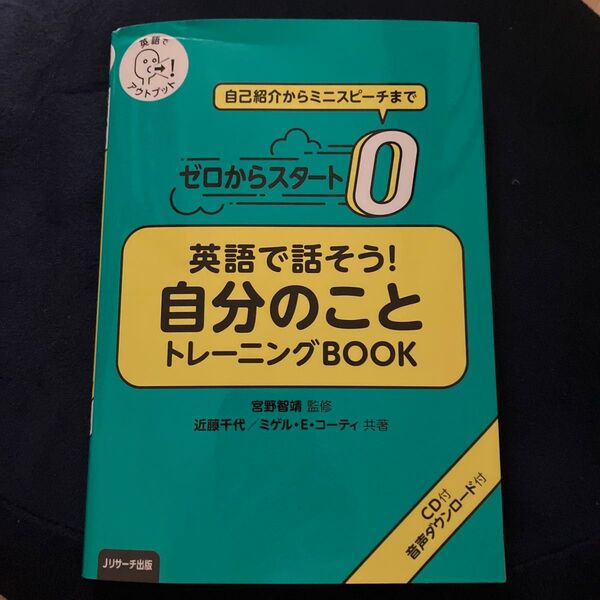 英語で
アウトプット
自己紹介からミニスピーチまで
ゼロからスタート0
英語で話そう!
自分のこと
トレーニングBOOK
宮野智靖 監修
近藤千代/ミゲル・E・コーティ 共著
CD付
音声ダウンロード付
Jリサーチ出版